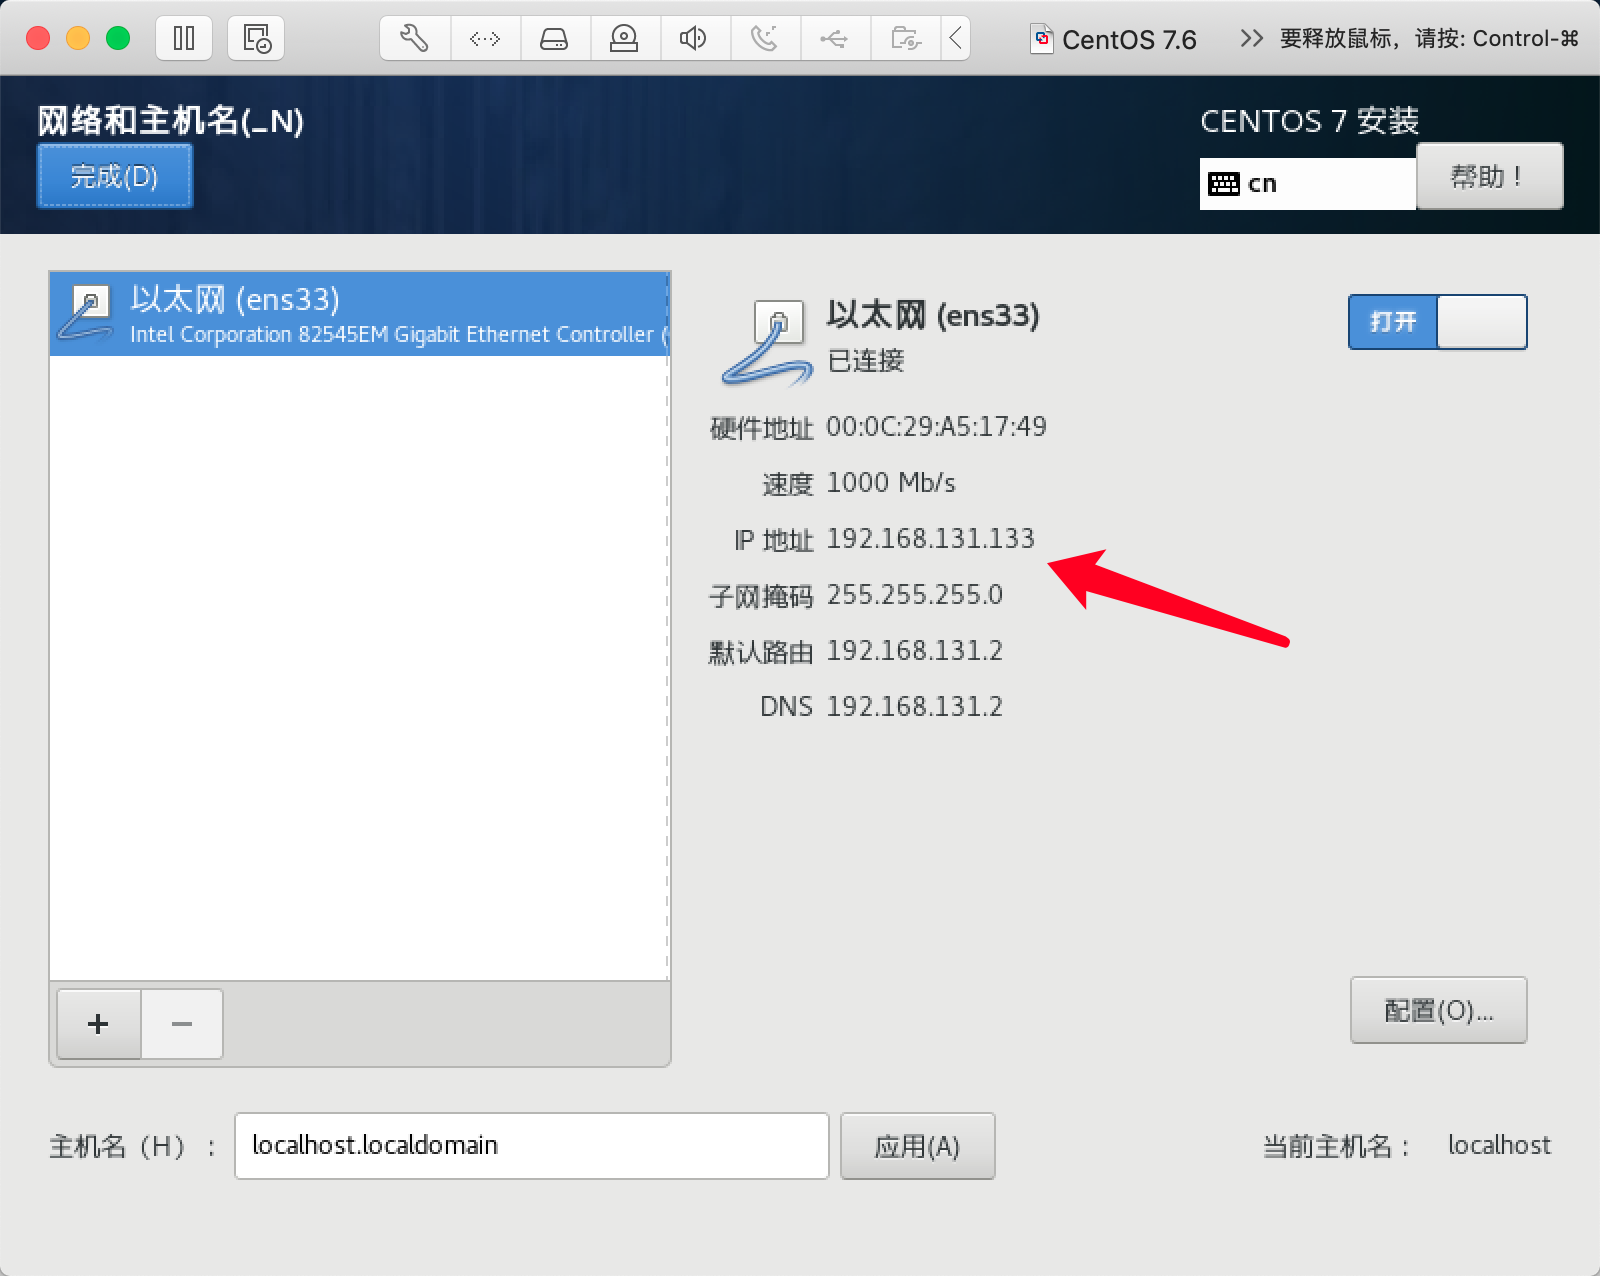 CentOS 7.6
要释放鼠标，请按: Control-⌘
网络和主机名(_N)
完成(D)
CENTOS 7 安装
cn
帮助！
以太网 (ens33)
Intel Corporation 82545EM Gigabit Ethernet Controller (
以太网 (ens33)
已连接
打开
硬件地址 00:0C:29:A5:17:49
速度 1000 Mb/s
IP 地址 192.168.131.133
子网掩码 255.255.255.0
默认路由 192.168.131.2
DNS 192.168.131.2
配置(O)...
主机名（H）：
localhost.localdomain
应用(A)
当前主机名： localhost